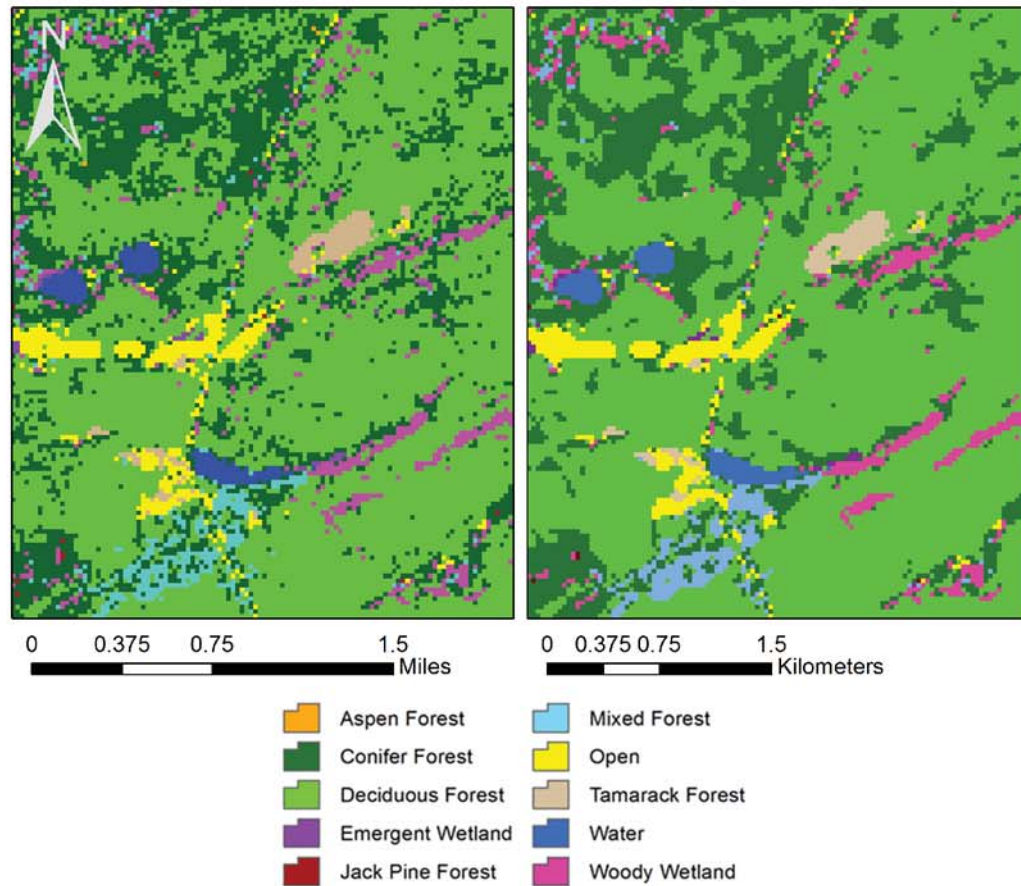 N
0 0.375 0.75 1.5
Miles
0 0.375 0.75 1.5
Kilometers
Aspen Forest
Conifer Forest
Deciduous Forest
Emergent Wetland
Jack Pine Forest
Mixed Forest
Open
Tamarack Forest
Water
Woody Wetland